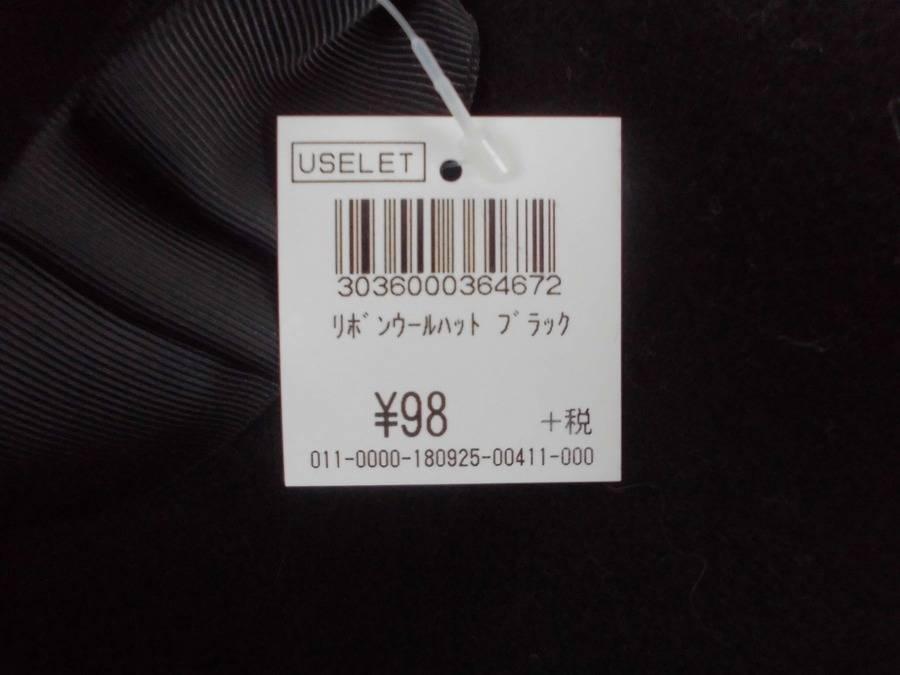 USELET
3036000364672
ﾘﾎﾞﾝｳｰﾙﾊｯﾄ ﾌﾞﾗｯｸ
¥98 +税
011-0000-180925-00411-000